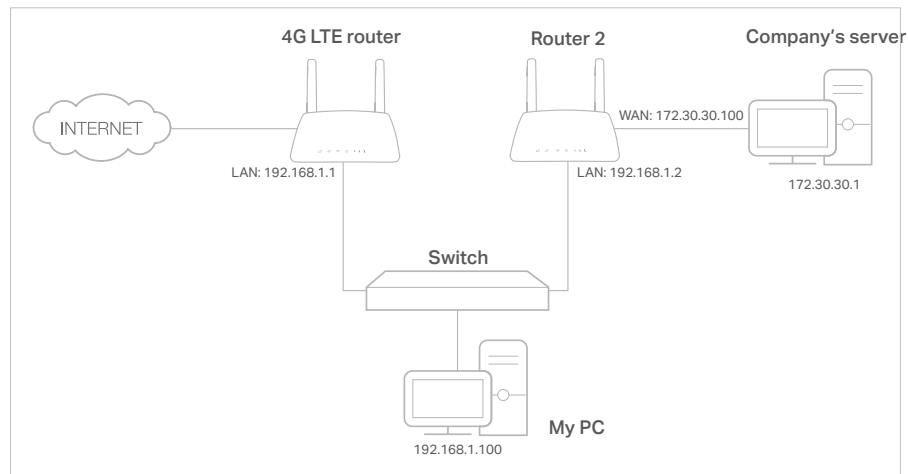 4G LTE router
Router 2
Company's server
INTERNET
WAN: 172.30.30.100
LAN: 192.168.1.1
LAN: 192.168.1.2
172.30.30.1
Switch
My PC
192.168.1.100